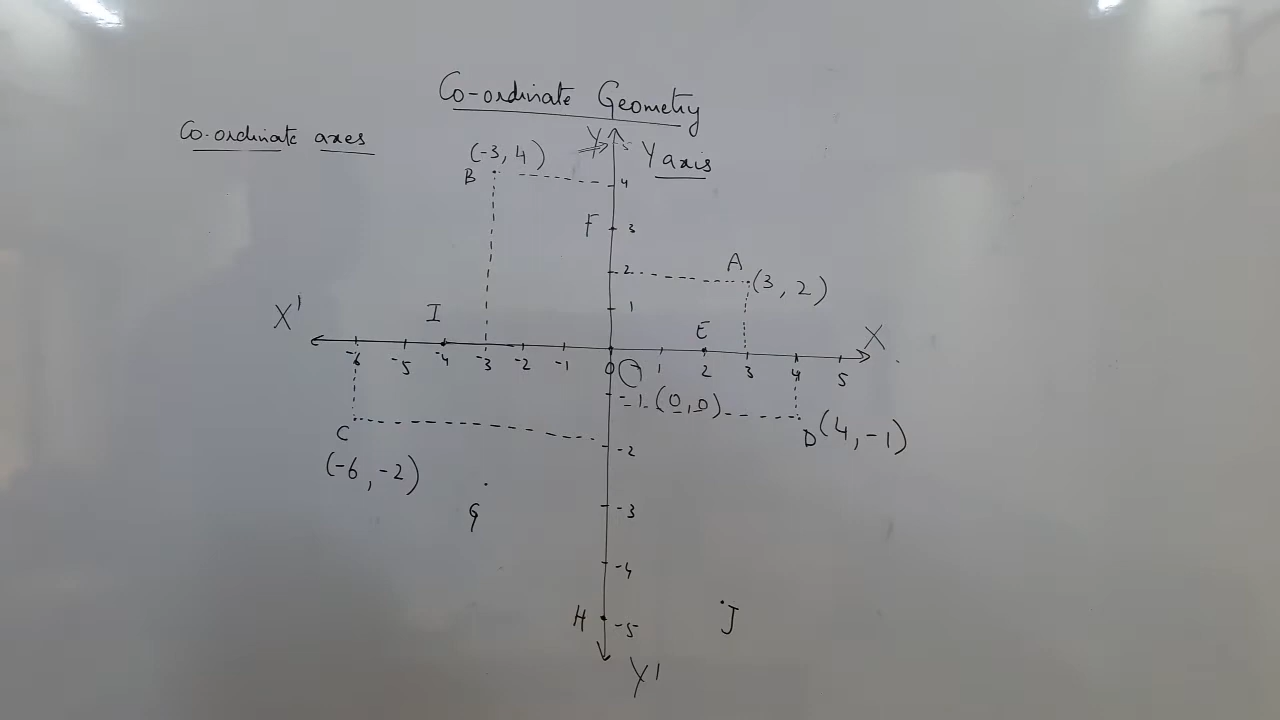 Co-ordinate Geometry
Co-ordinate axes
Y
5
Y axis
(-3, 4)
B
4
F
3
A
2
(3, 2)
1
I
X'
E
X
-6 -5 -4 -3 -2 -1 0 1 2 3 4 5
O
-1 (0,0)
C
D (4, -1)
-2
(-6, -2)
G
-3
-4
H
-5
J
Y'